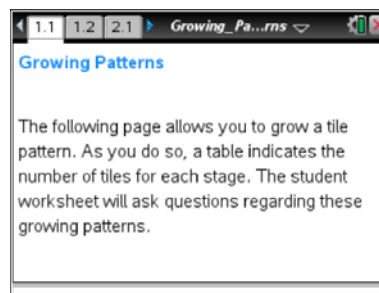 1.1 1.2 2.1 Growing_Pa...rns
Growing Patterns
The following page allows you to grow a tile
pattern. As you do so, a table indicates the
number of tiles for each stage. The student
worksheet will ask questions regarding these
growing patterns.